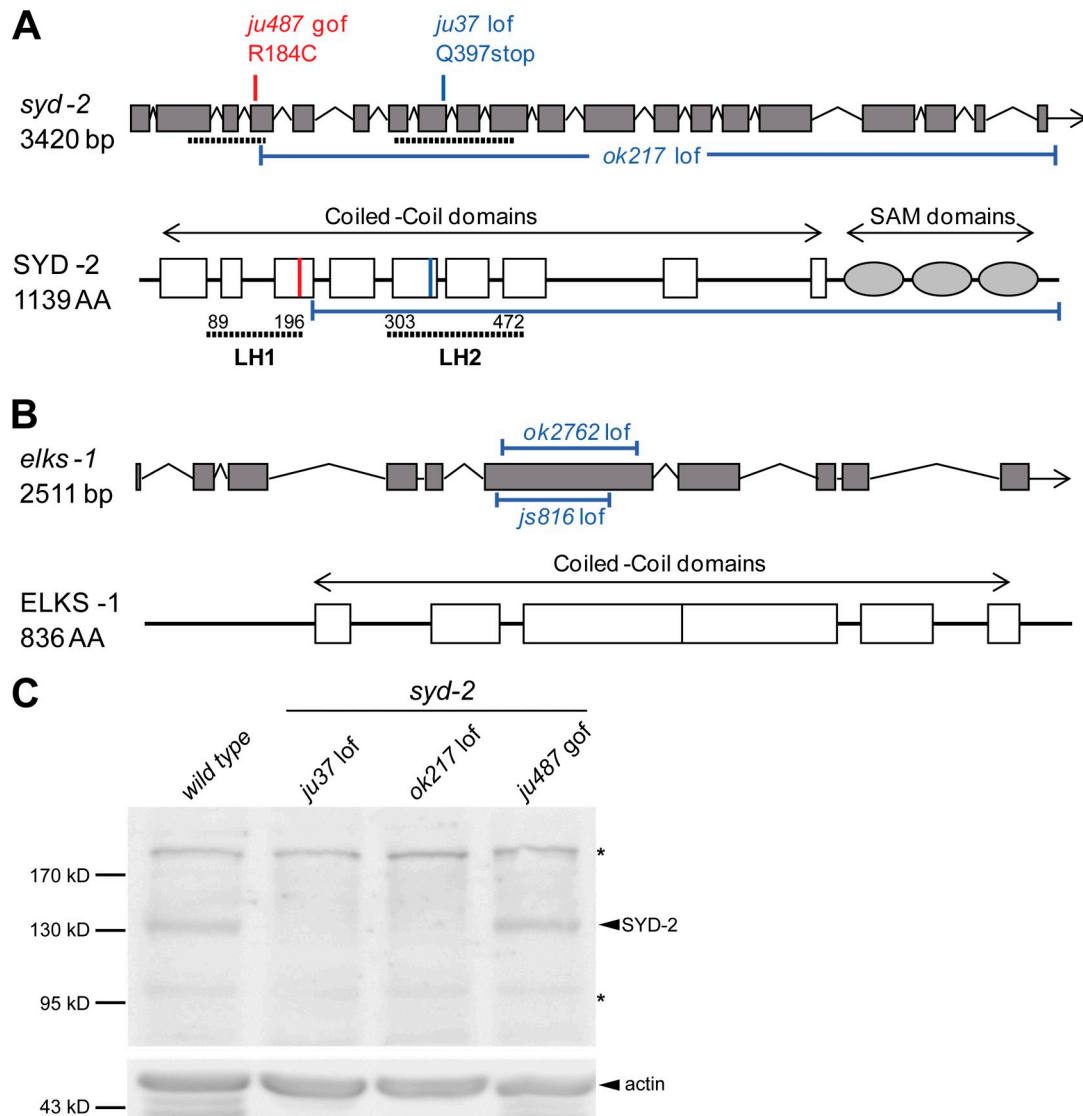 A
ju487 gof
R184C
ju37 lof
Q397stop
syd-2
3420 bp
ok217 lof
Coiled-Coil domains
SAM domains
SYD-2
1139 AA
89 196 303 472
LH1 LH2
B
ok2762 lof
elks-1
2511 bp
js816 lof
Coiled-Coil domains
ELKS-1
836 AA
C
syd-2
wild type
ju37 lof
ok217 lof
ju487 gof
*
170 kD
130 kD
SYD-2
95 kD
*
actin
43 kD